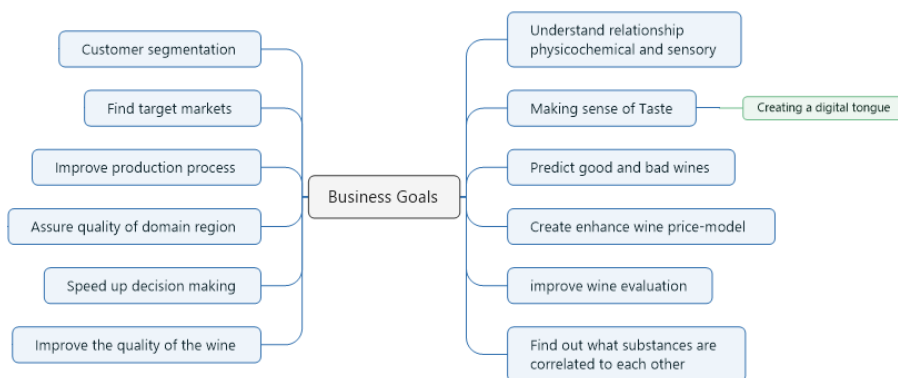 Customer segmentation
Find target markets
Improve production process
Assure quality of domain region
Speed up decision making
Improve the quality of the wine
Business Goals
Understand relationship
physicochemical and sensory
Making sense of Taste
Creating a digital tongue
Predict good and bad wines
Create enhance wine price-model
improve wine evaluation
Find out what substances are
correlated to each other